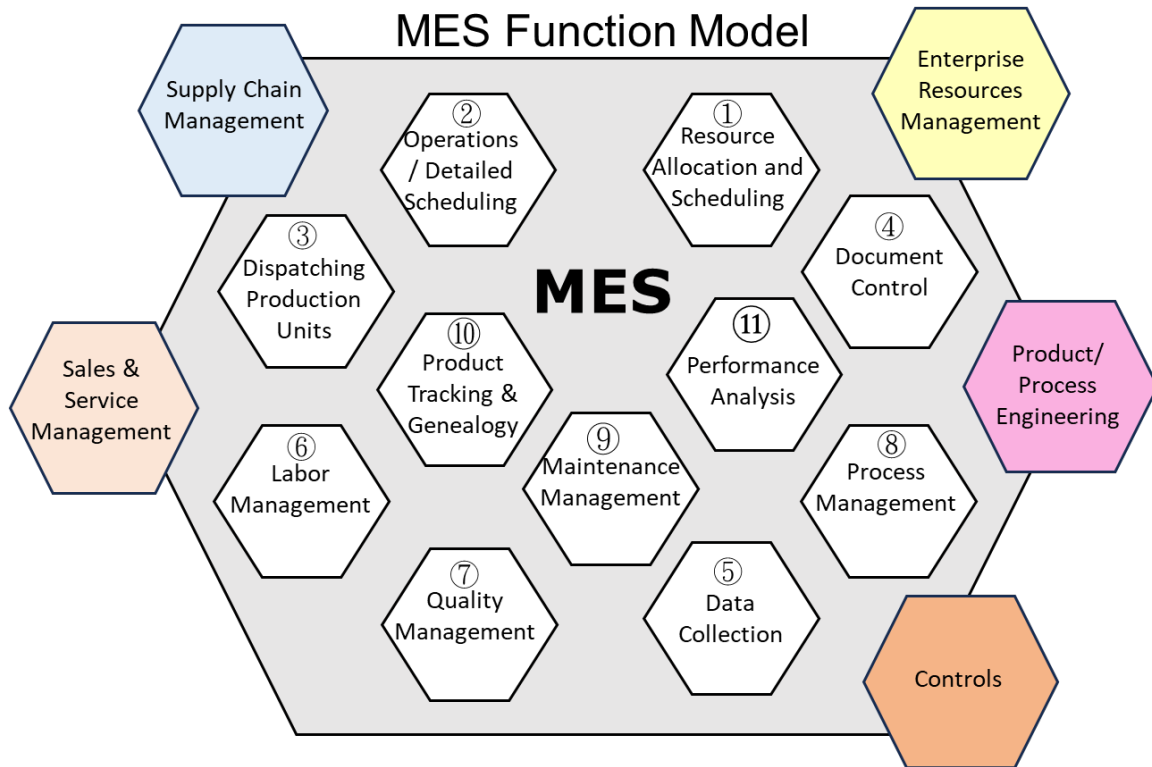 MES Function Model
Supply Chain
Management
Enterprise
Resources
Management
②
Operations
/ Detailed
Scheduling
①
Resource
Allocation and
Scheduling
③
Dispatching
Production
Units
④
Document
Control
MES
⑩
Product
Tracking &
Genealogy
⑪
Performance
Analysis
Sales &
Service
Management
Product/
Process
Engineering
⑥
Labor
Management
⑨
Maintenance
Management
⑧
Process
Management
⑦
Quality
Management
⑤
Data
Collection
Controls